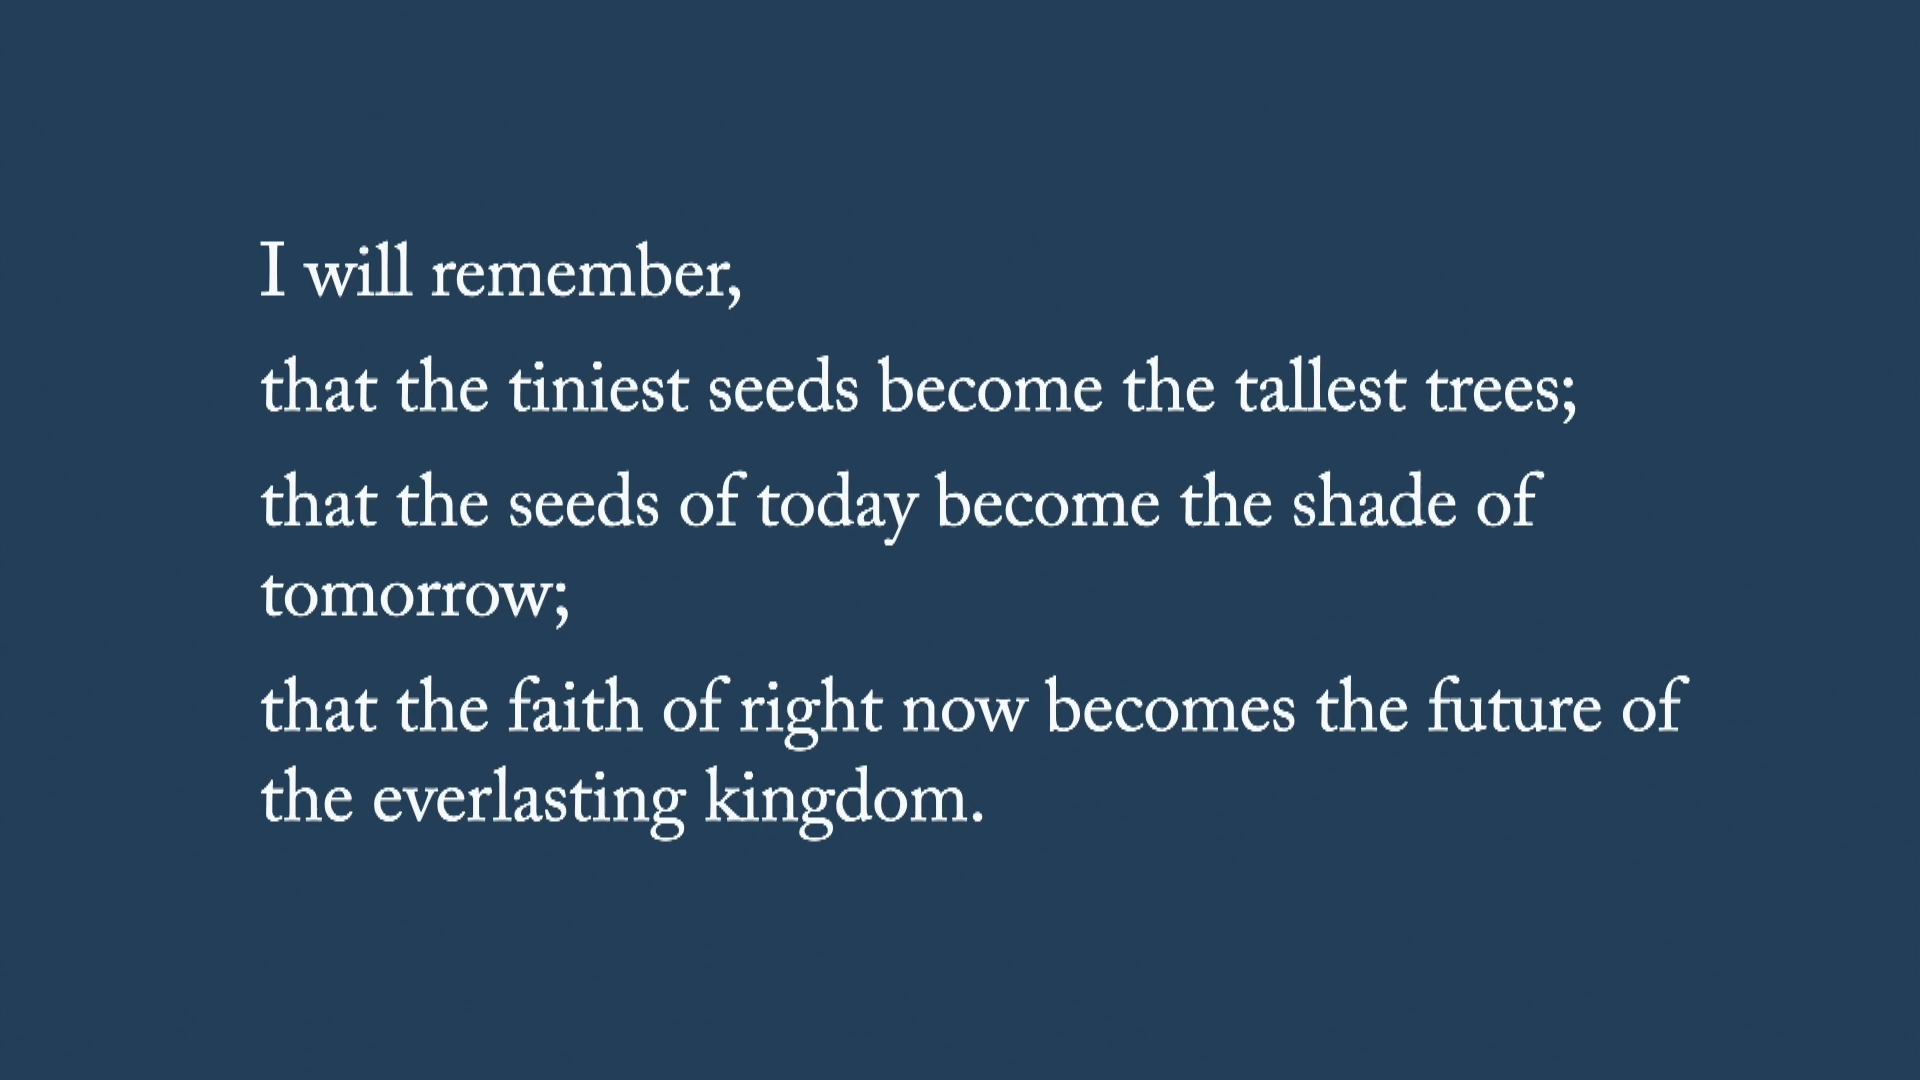 I will remember,
that the tiniest seeds become the tallest trees;
that the seeds of today become the shade of
tomorrow;
that the faith of right now becomes the future of
the everlasting kingdom.